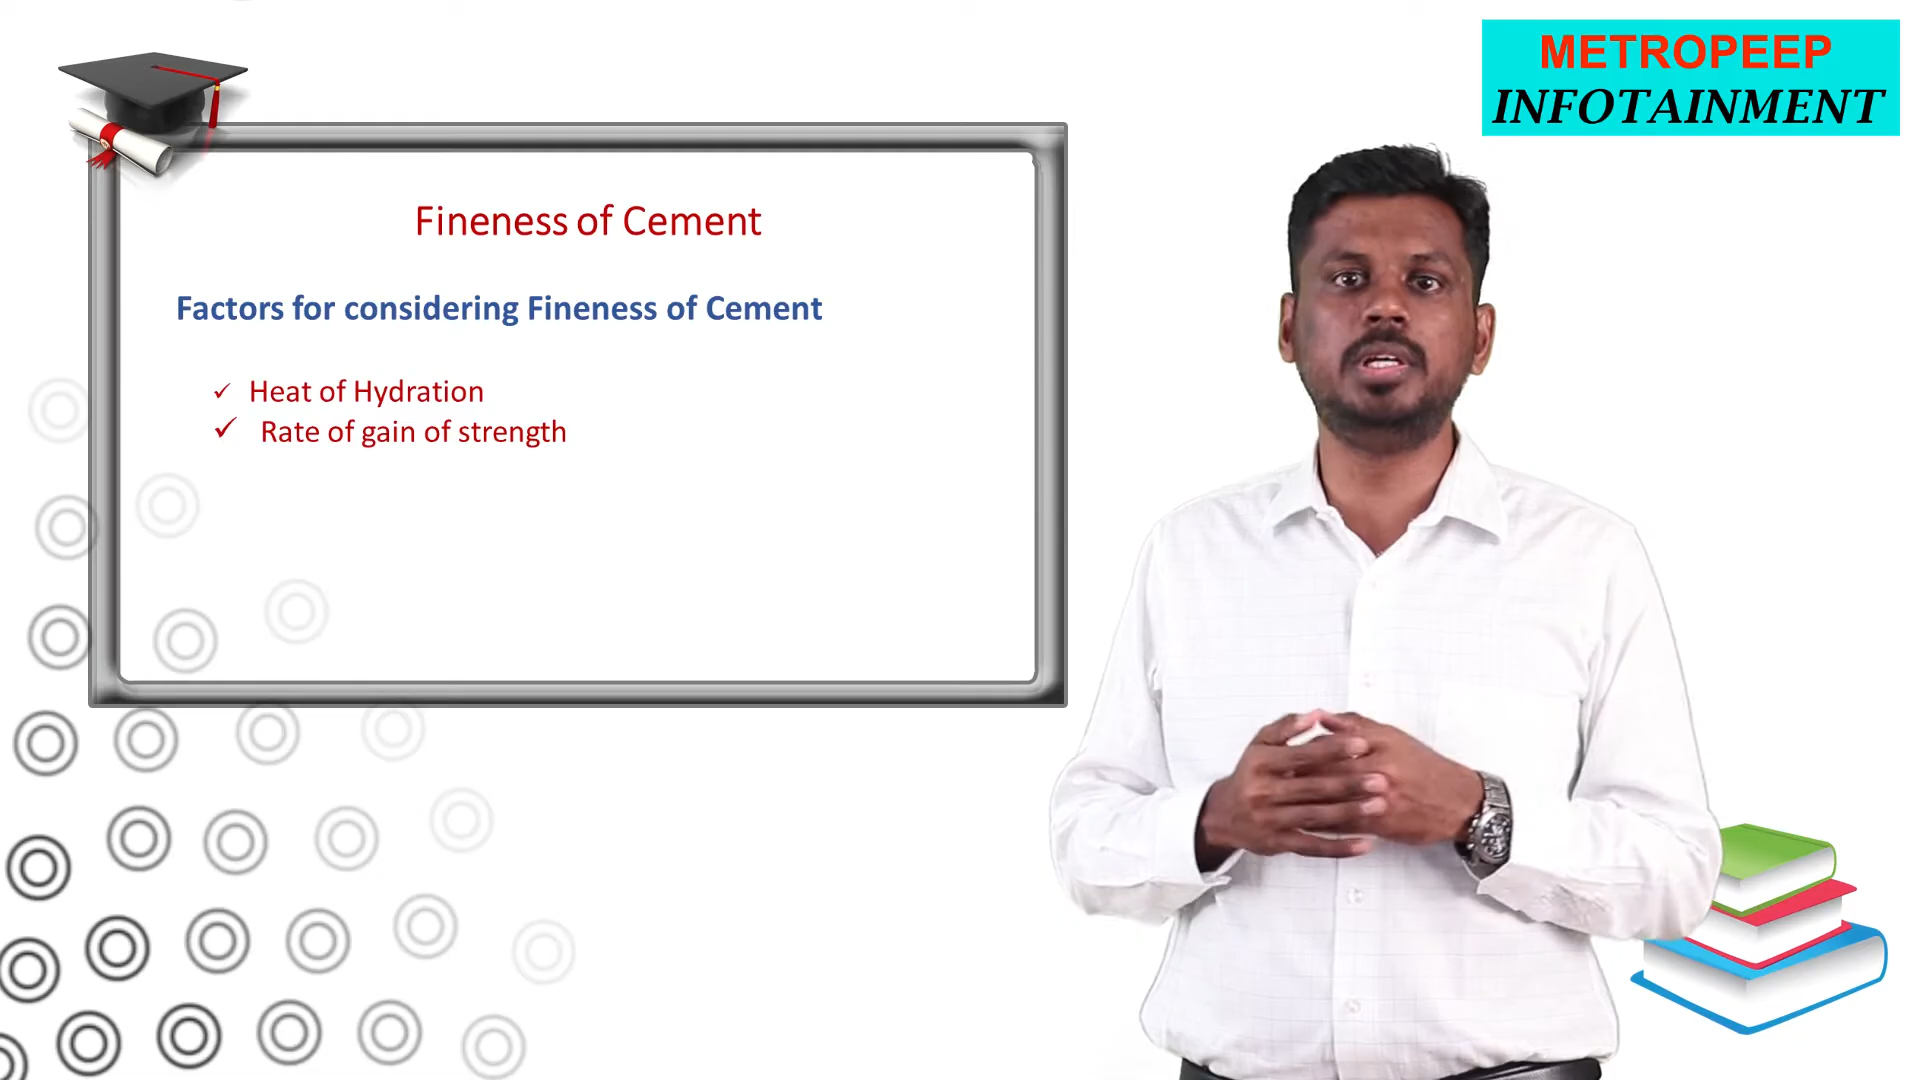 METROPEEP
INFOTAINMENT
Fineness of Cement
Factors for considering Fineness of Cement
✓ Heat of Hydration
✓ Rate of gain of strength